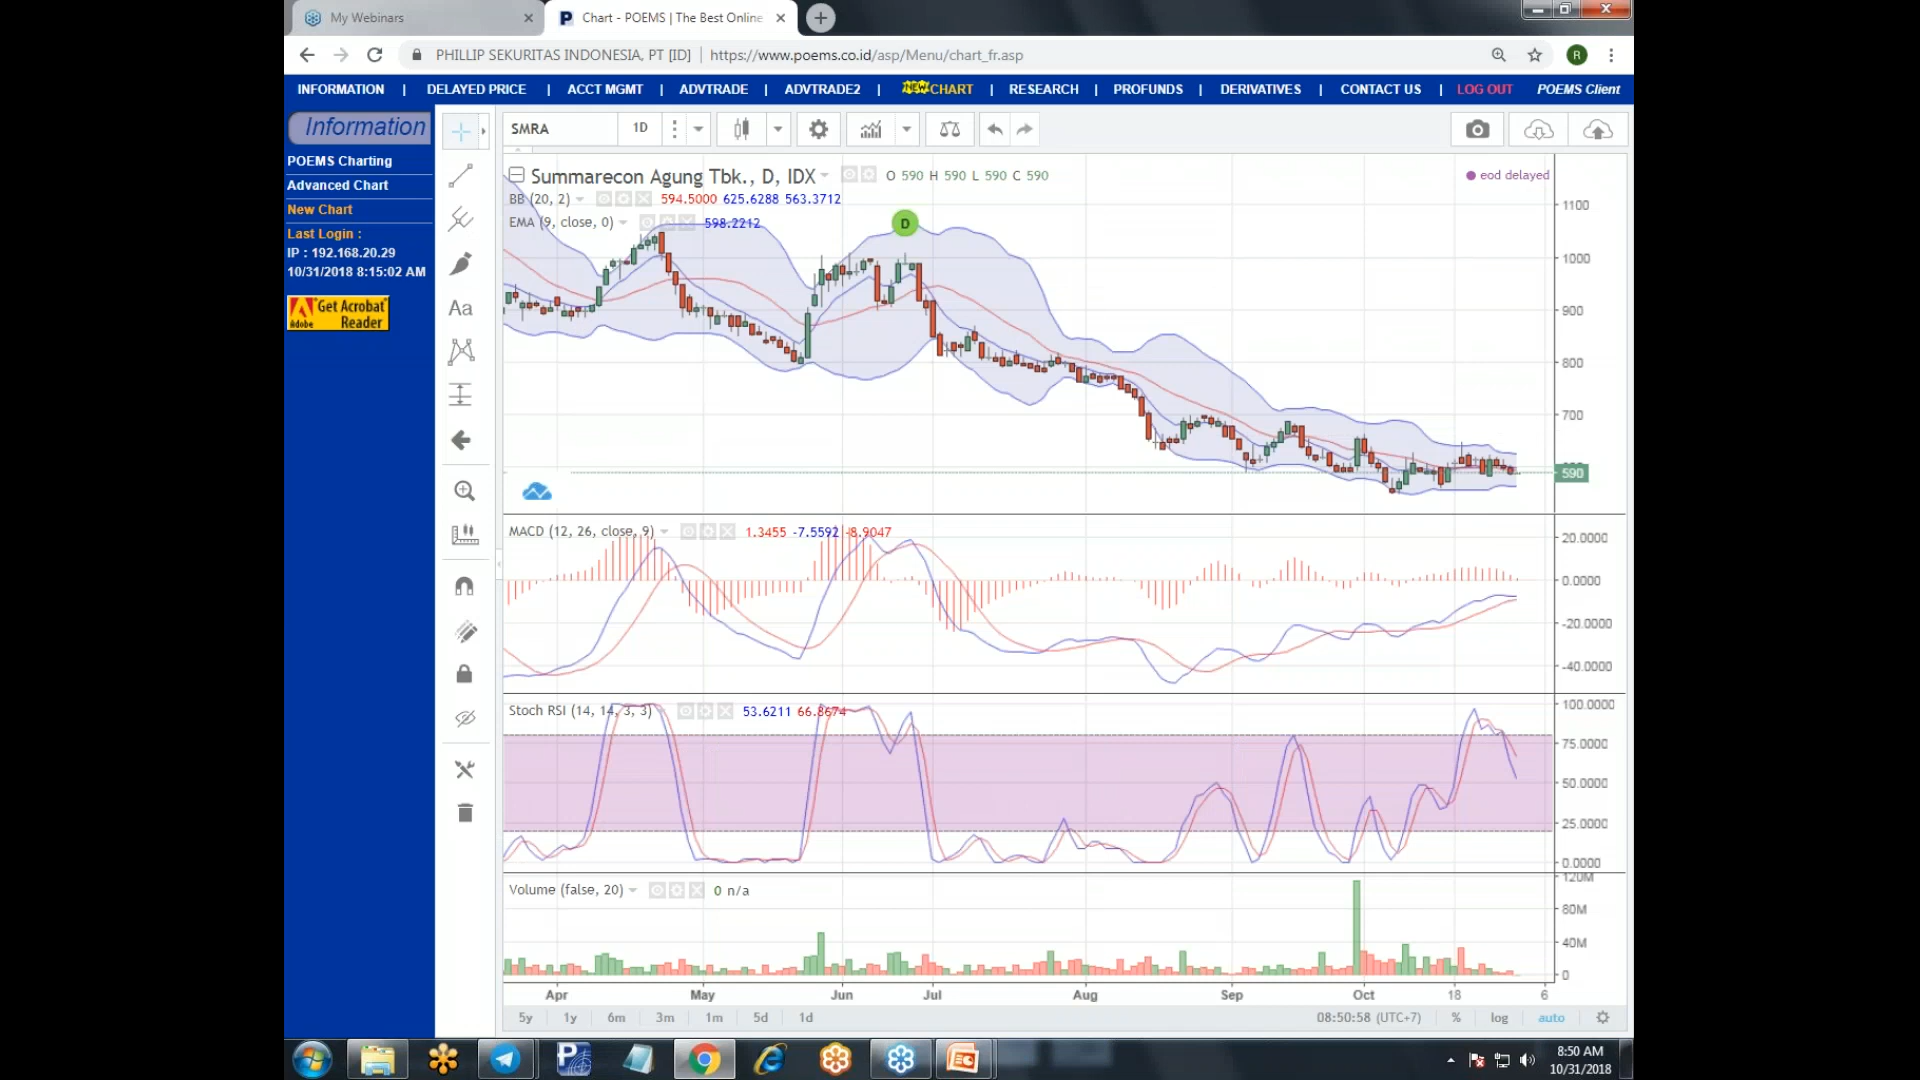 My Webinars
Chart - POEMS | The Best Online
PHILLIP SEKURITAS INDONESIA, PT [ID] | https://www.poems.co.id/asp/Menu/chart_fr.asp
R
INFORMATION | DELAYED PRICE | ACCT MGMT | ADVTRADE | ADVTRADE2 | NEW CHART | RESEARCH | PROFUNDS | DERIVATIVES | CONTACT US | LOG OUT POEMS Client
Information
POEMS Charting
Advanced Chart
New Chart
Last Login :
IP : 192.168.20.29
10/31/2018 8:15:02 AM
Get Acrobat
Adobe Reader
Aa
SMRA 1D
Summarecon Agung Tbk., D, IDX O 590 H 590 L 590 C 590
eod delayed
BB (20, 2) 594.5000 625.6288 563.3712
EMA (9, close, 0) 598.2212
D
1100
1000
900
800
700
590
MACD (12, 26, close, 9) 1.3455 -7.5592 -8.9047
20.0000
0.0000
-20.0000
-40.0000
Stoch RSI (14, 14, 3, 3) 53.6211 66.8674
100.0000
75.0000
50.0000
25.0000
0.0000
Volume (false, 20) 0 n/a
120M
80M
40M
0
Apr May Jun Jul Aug Sep Oct 18 6
5y 1y 6m 3m 1m 5d 1d 08:50:58 (UTC+7) % log auto
8:50 AM
10/31/2018